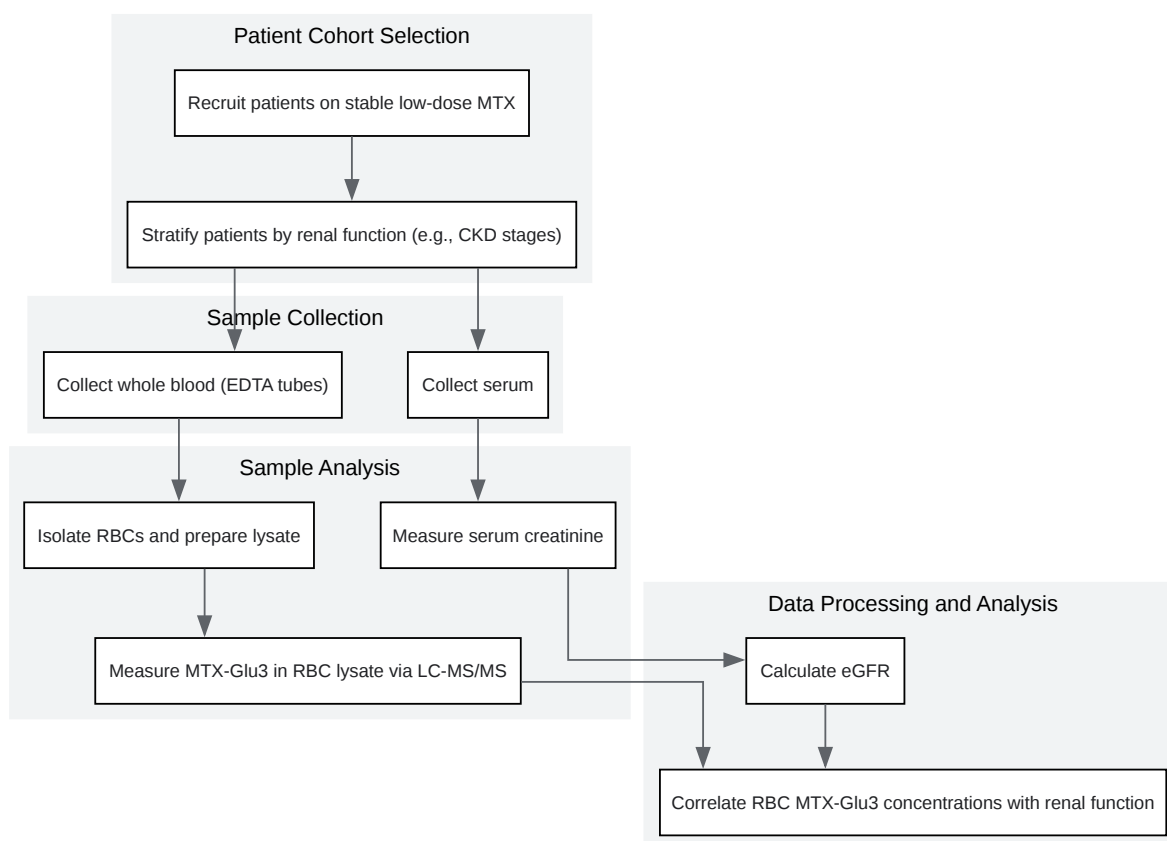 Patient Cohort Selection
Recruit patients on stable low-dose MTX
Stratify patients by renal function (e.g., CKD stages)
Sample Collection
Collect whole blood (EDTA tubes)
Collect serum
Sample Analysis
Isolate RBCs and prepare lysate
Measure serum creatinine
Measure MTX-Glu3 in RBC lysate via LC-MS/MS
Data Processing and Analysis
Calculate eGFR
Correlate RBC MTX-Glu3 concentrations with renal function